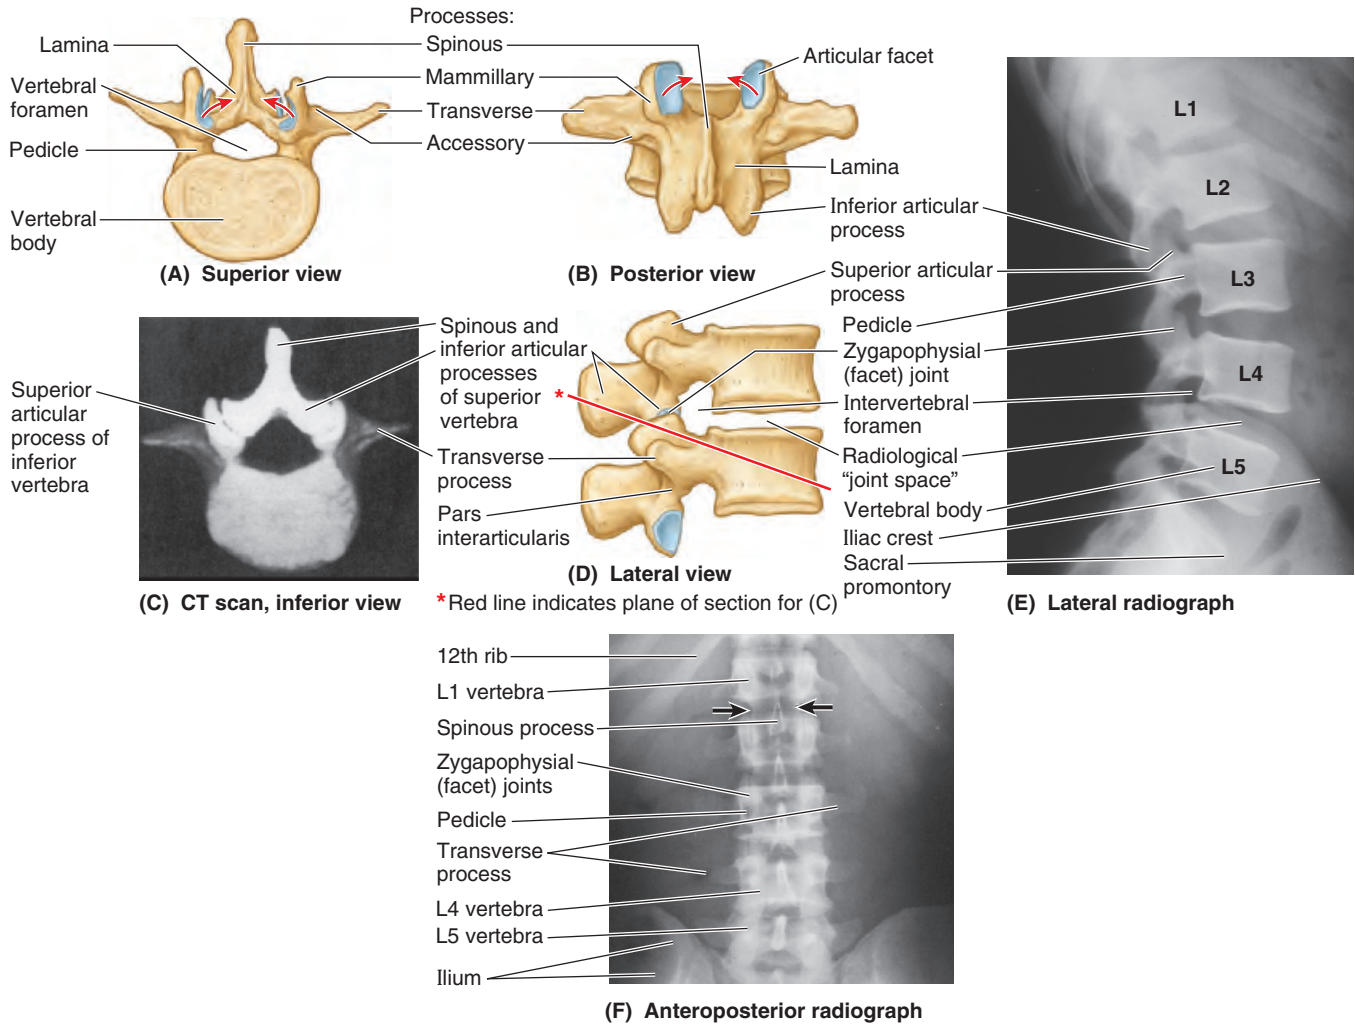 Processes:
Lamina
Vertebral
foramen
Pedicle
Vertebral
body
Spinous
Mammillary
Transverse
Accessory
(A) Superior view
Articular facet
Lamina
Inferior articular
process
(B) Posterior view
Superior articular
process
Pedicle
Zygapophysial
(facet) joint
Intervertebral
foramen
Radiological
“joint space”
Vertebral body
Iliac crest
Sacral
promontory
L1
L2
L3
L4
L5
(E) Lateral radiograph
Superior
articular
process of
inferior
vertebra
(C) CT scan, inferior view
Spinous and
inferior articular
processes
of superior
vertebra
*
Transverse
process
Pars
interarticularis
(D) Lateral view
*Red line indicates plane of section for (C)
12th rib
L1 vertebra
Spinous process
Zygapophysial
(facet) joints
Pedicle
Transverse
process
L4 vertebra
L5 vertebra
Ilium
(F) Anteroposterior radiograph